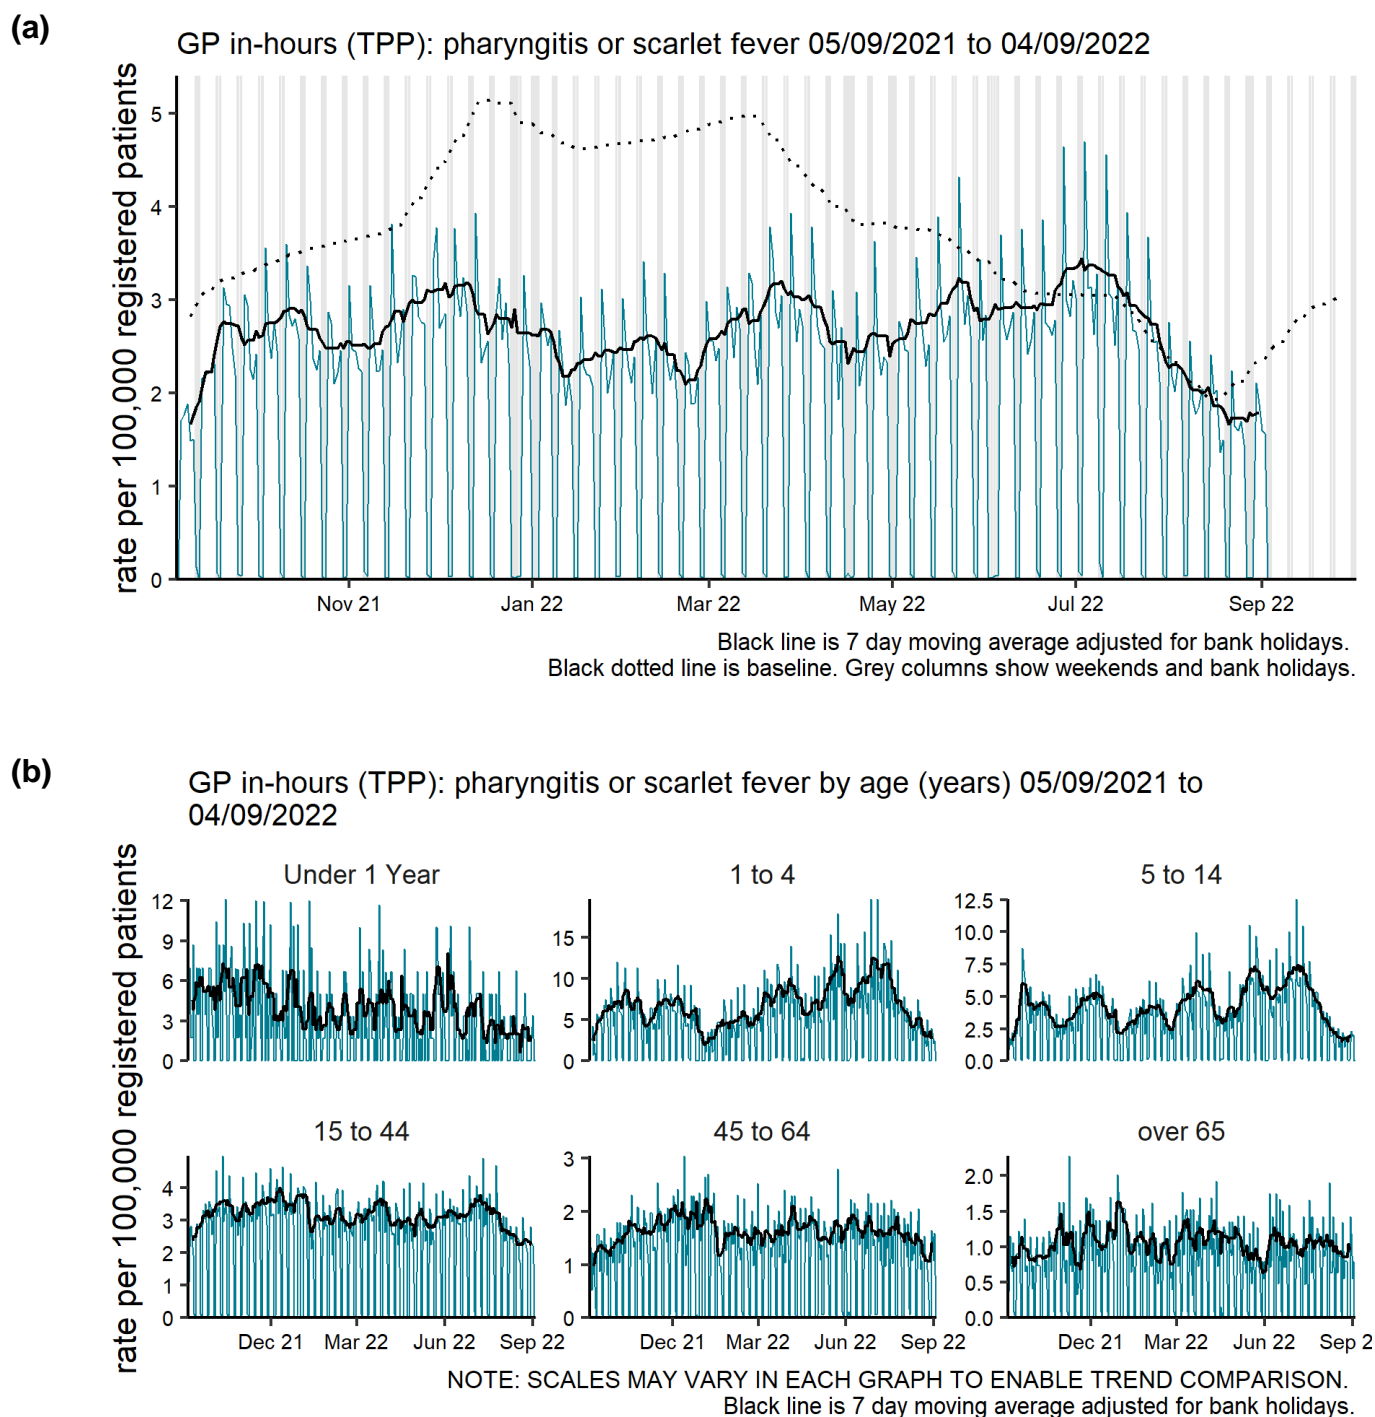 (a)
GP in-hours (TPP): pharyngitis or scarlet fever 05/09/2021 to 04/09/2022
rate per 100,000 registered patients
5
4
3
2
1
0
Nov 21 Jan 22 Mar 22 May 22 Jul 22 Sep 22
Black line is 7 day moving average adjusted for bank holidays.
Black dotted line is baseline. Grey columns show weekends and bank holidays.
(b)
GP in-hours (TPP): pharyngitis or scarlet fever by age (years) 05/09/2021 to
04/09/2022
rate per 100,000 registered patients
Under 1 Year
12
9
6
3
0
1 to 4
15
10
5
0
5 to 14
12.5
10.0
7.5
5.0
2.5
0.0
15 to 44
4
3
2
1
0
Dec 21 Mar 22 Jun 22 Sep 22
45 to 64
3
2
1
0
Dec 21 Mar 22 Jun 22 Sep 22
over 65
2.0
1.5
1.0
0.5
0.0
Dec 21 Mar 22 Jun 22 Sep 2
NOTE: SCALES MAY VARY IN EACH GRAPH TO ENABLE TREND COMPARISON.
Black line is 7 day moving average adjusted for bank holidays.